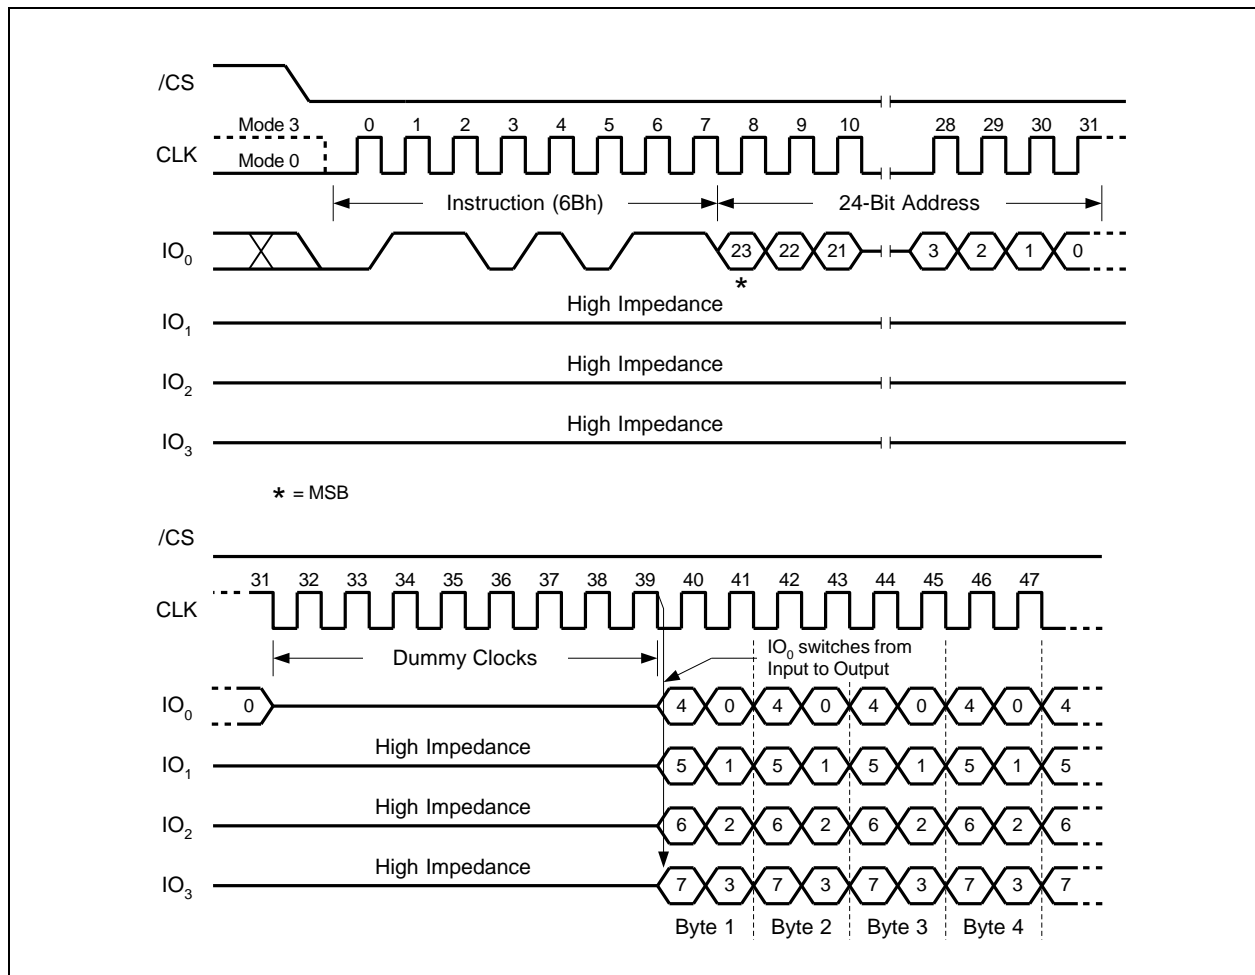 /CS
Mode 3 0 1 2 3 4 5 6 7 8 9 10 28 29 30 31
CLK
Mode 0
Instruction (6Bh) 24-Bit Address
IO0 23 22 21 3 2 1 0
*
High Impedance
IO1
High Impedance
IO2
High Impedance
IO3
* = MSB
/CS
31 32 33 34 35 36 37 38 39 40 41 42 43 44 45 46 47
CLK
Dummy Clocks
IO0 switches from
Input to Output
IO0 0 4 0 4 0 4 0 4 0 4
High Impedance
IO1 5 1 5 1 5 1 5 1 5
High Impedance
IO2 6 2 6 2 6 2 6 2 6
High Impedance
IO3 7 3 7 3 7 3 7 3 7
Byte 1 Byte 2 Byte 3 Byte 4